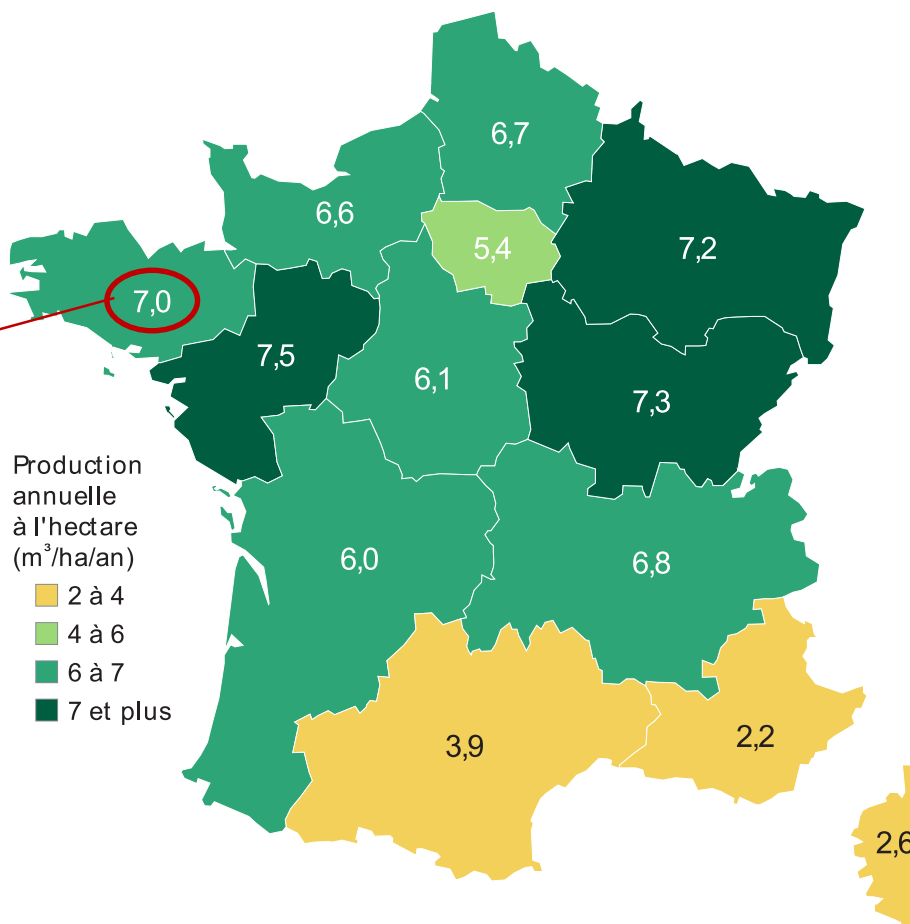 6,7
6,6
5,4
7,2
7,0
7,5
6,1
7,3
Production
annuelle
à l'hectare
(m³/ha/an)
2 à 4
4 à 6
6 à 7
7 et plus
6,0
6,8
3,9
2,2
2,6